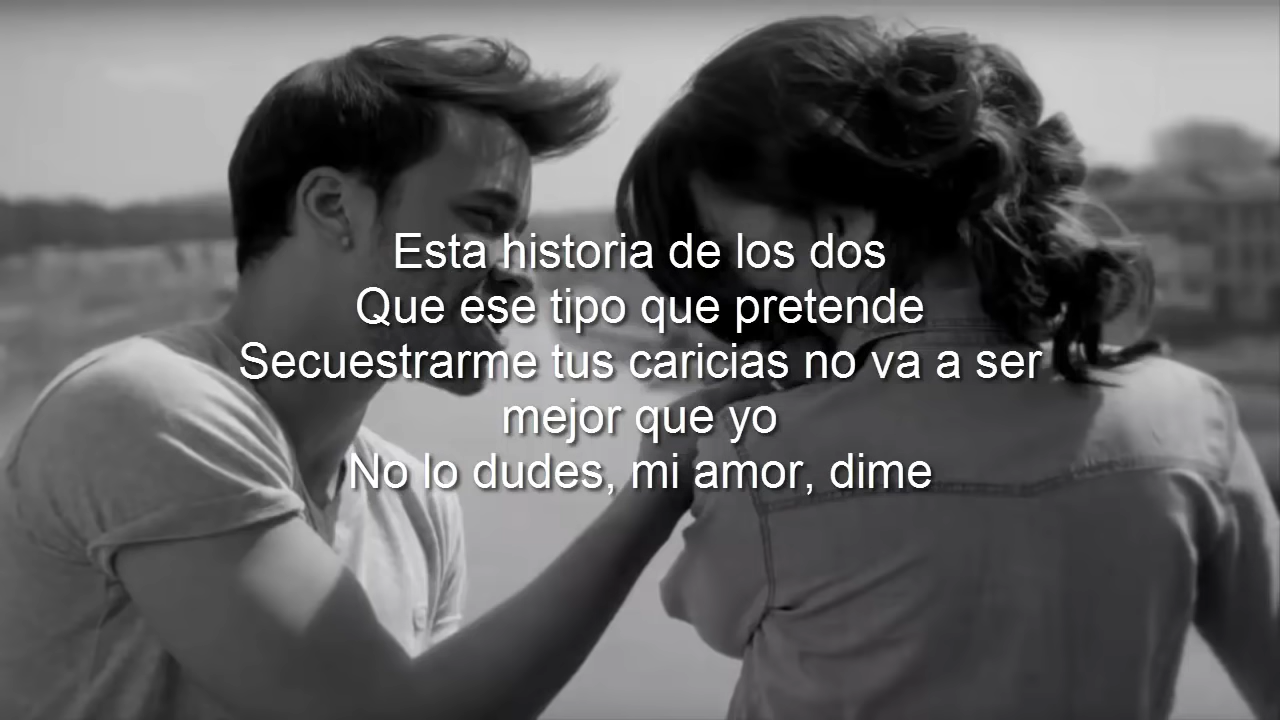 Esta historia de los dos
Que ese tipo que pretende
Secuestrarme tus caricias no va a ser
mejor que yo
No lo dudes, mi amor, dime